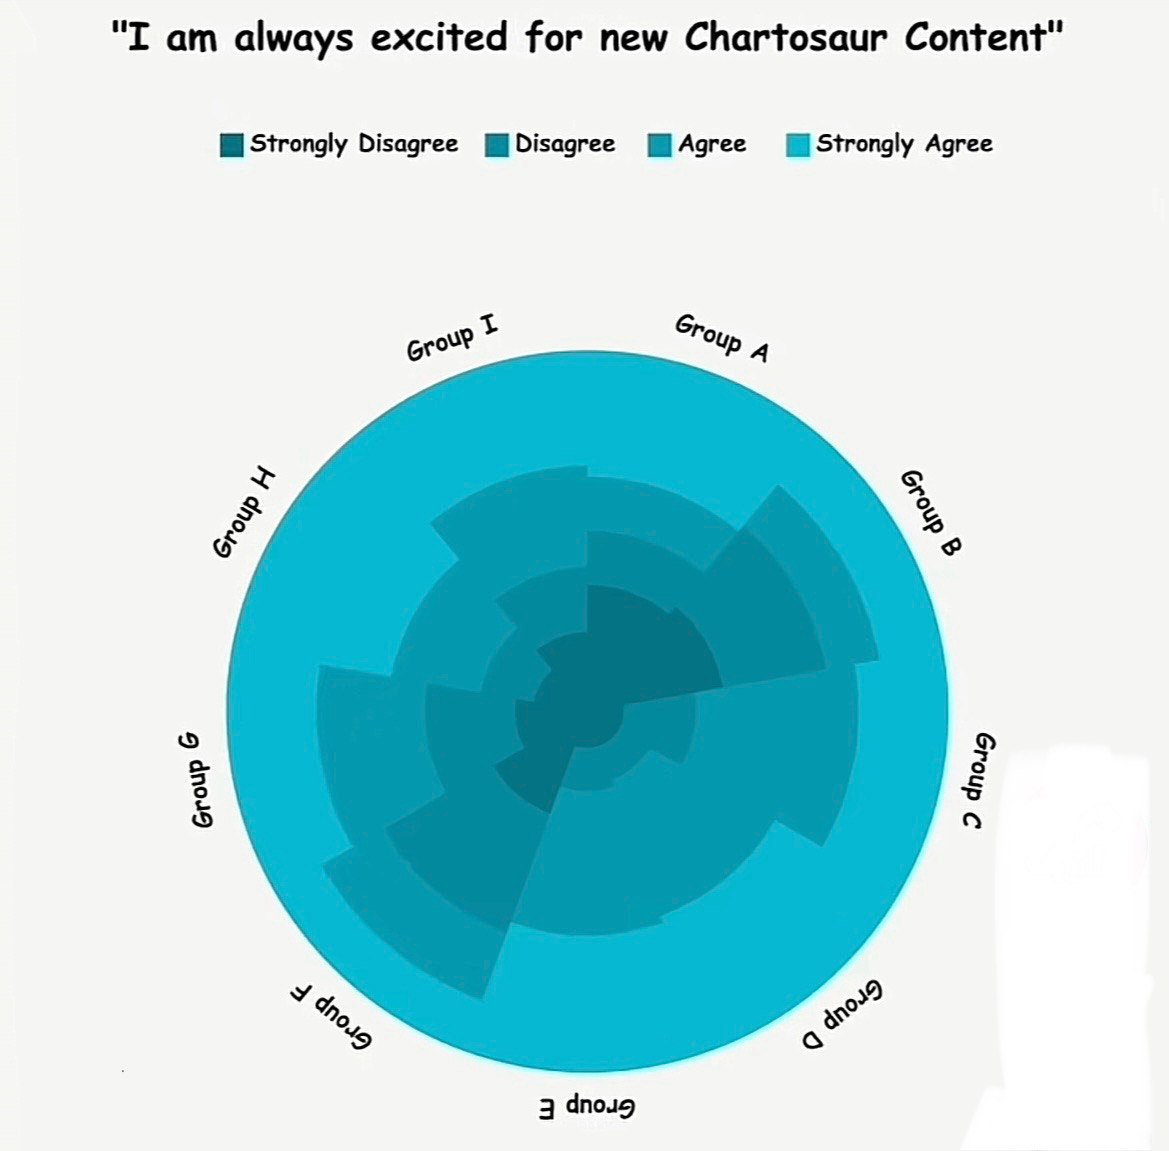 "I am always excited for new Chartosaur Content"
Strongly Disagree Disagree Agree Strongly Agree
Group A
Group B
Group C
Group D
Group E
Group F
Group G
Group H
Group I